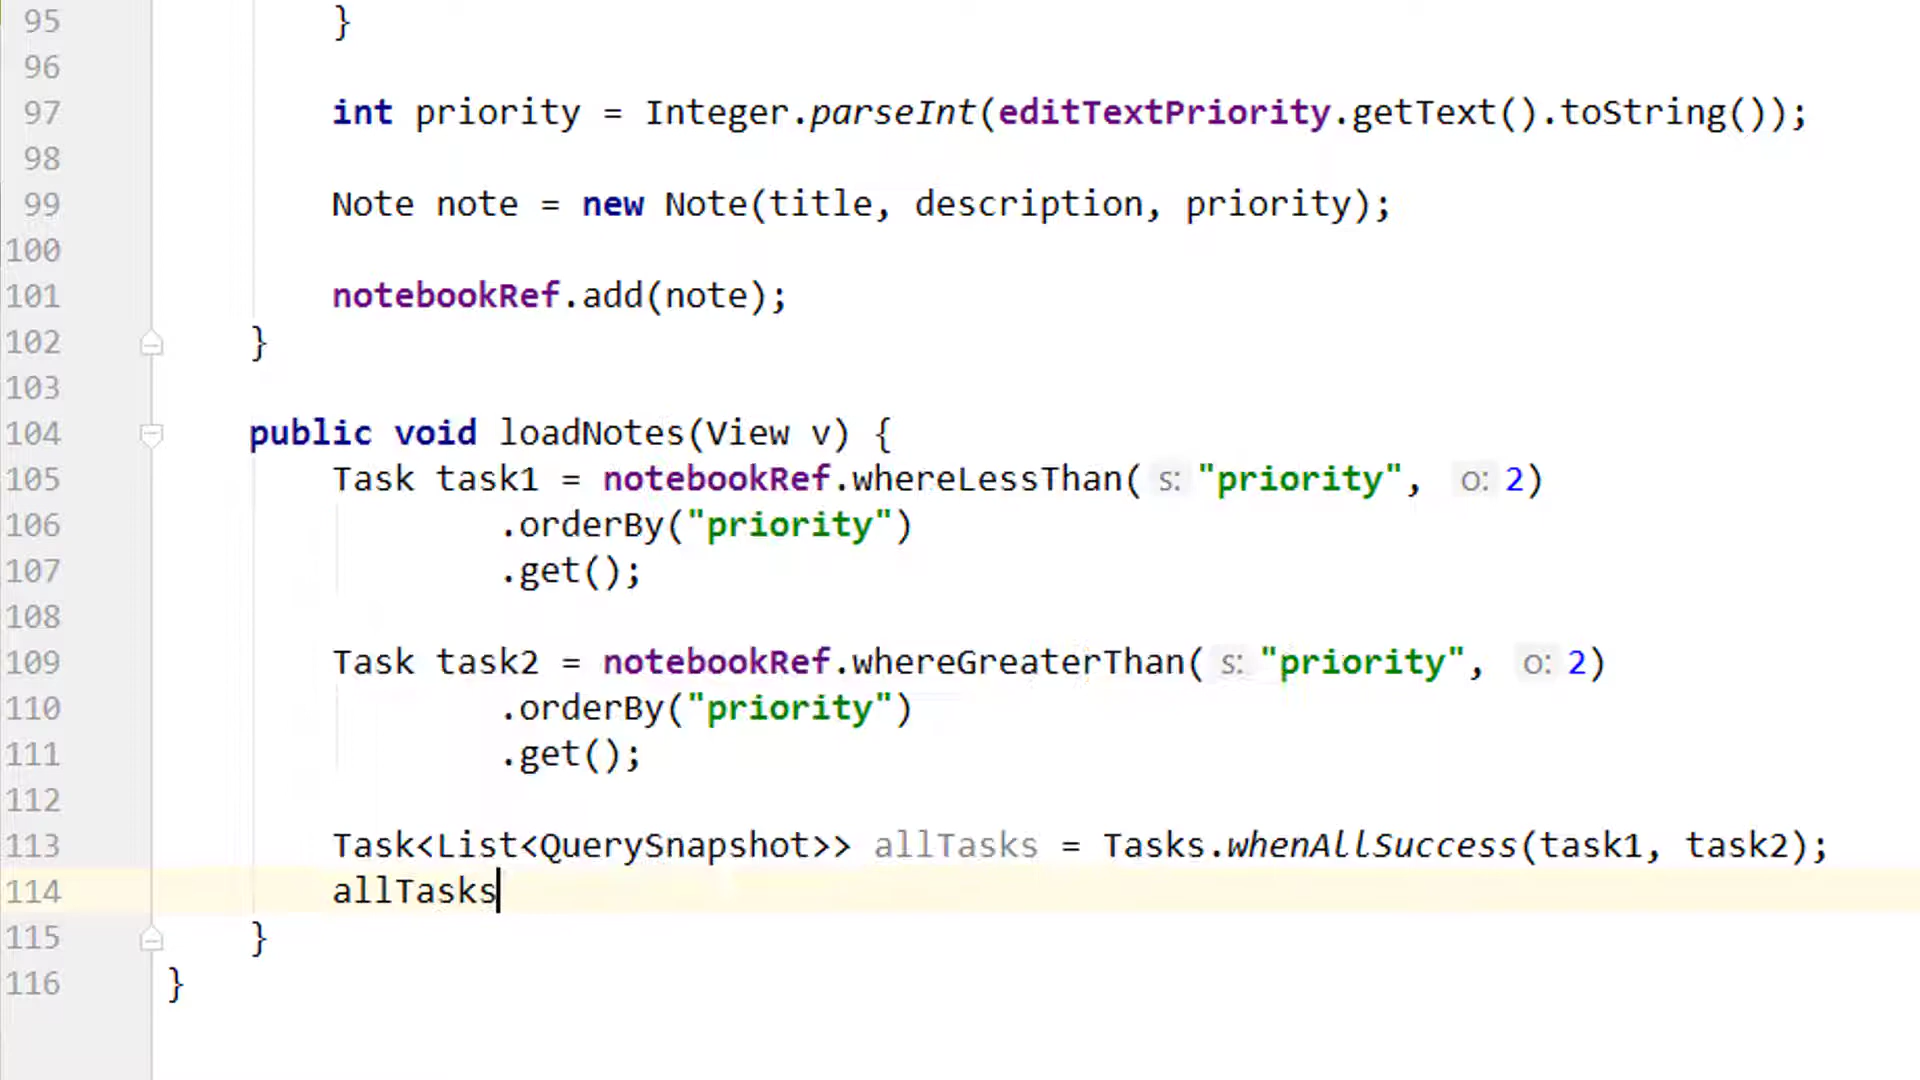 95 }
96
97 int priority = Integer.parseInt(editTextPriority.getText().toString());
98
99 Note note = new Note(title, description, priority);
100
101 notebookRef.add(note);
102 }
103
104 public void loadNotes(View v) {
105 Task task1 = notebookRef.whereLessThan( s: "priority", o: 2)
106 .orderBy("priority")
107 .get();
108
109 Task task2 = notebookRef.whereGreaterThan( s: "priority", o: 2)
110 .orderBy("priority")
111 .get();
112
113 Task<List<QuerySnapshot>> allTasks = Tasks.whenAllSuccess(task1, task2);
114 allTasks
115 }
116 }